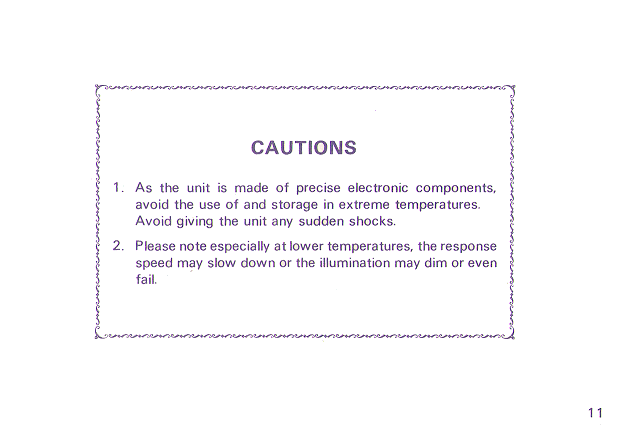 CAUTIONS
1. As the unit is made of precise electronic components,
avoid the use of and storage in extreme temperatures.
Avoid giving the unit any sudden shocks.
2. Please note especially at lower temperatures, the response
speed may slow down or the illumination may dim or even
fail.
11